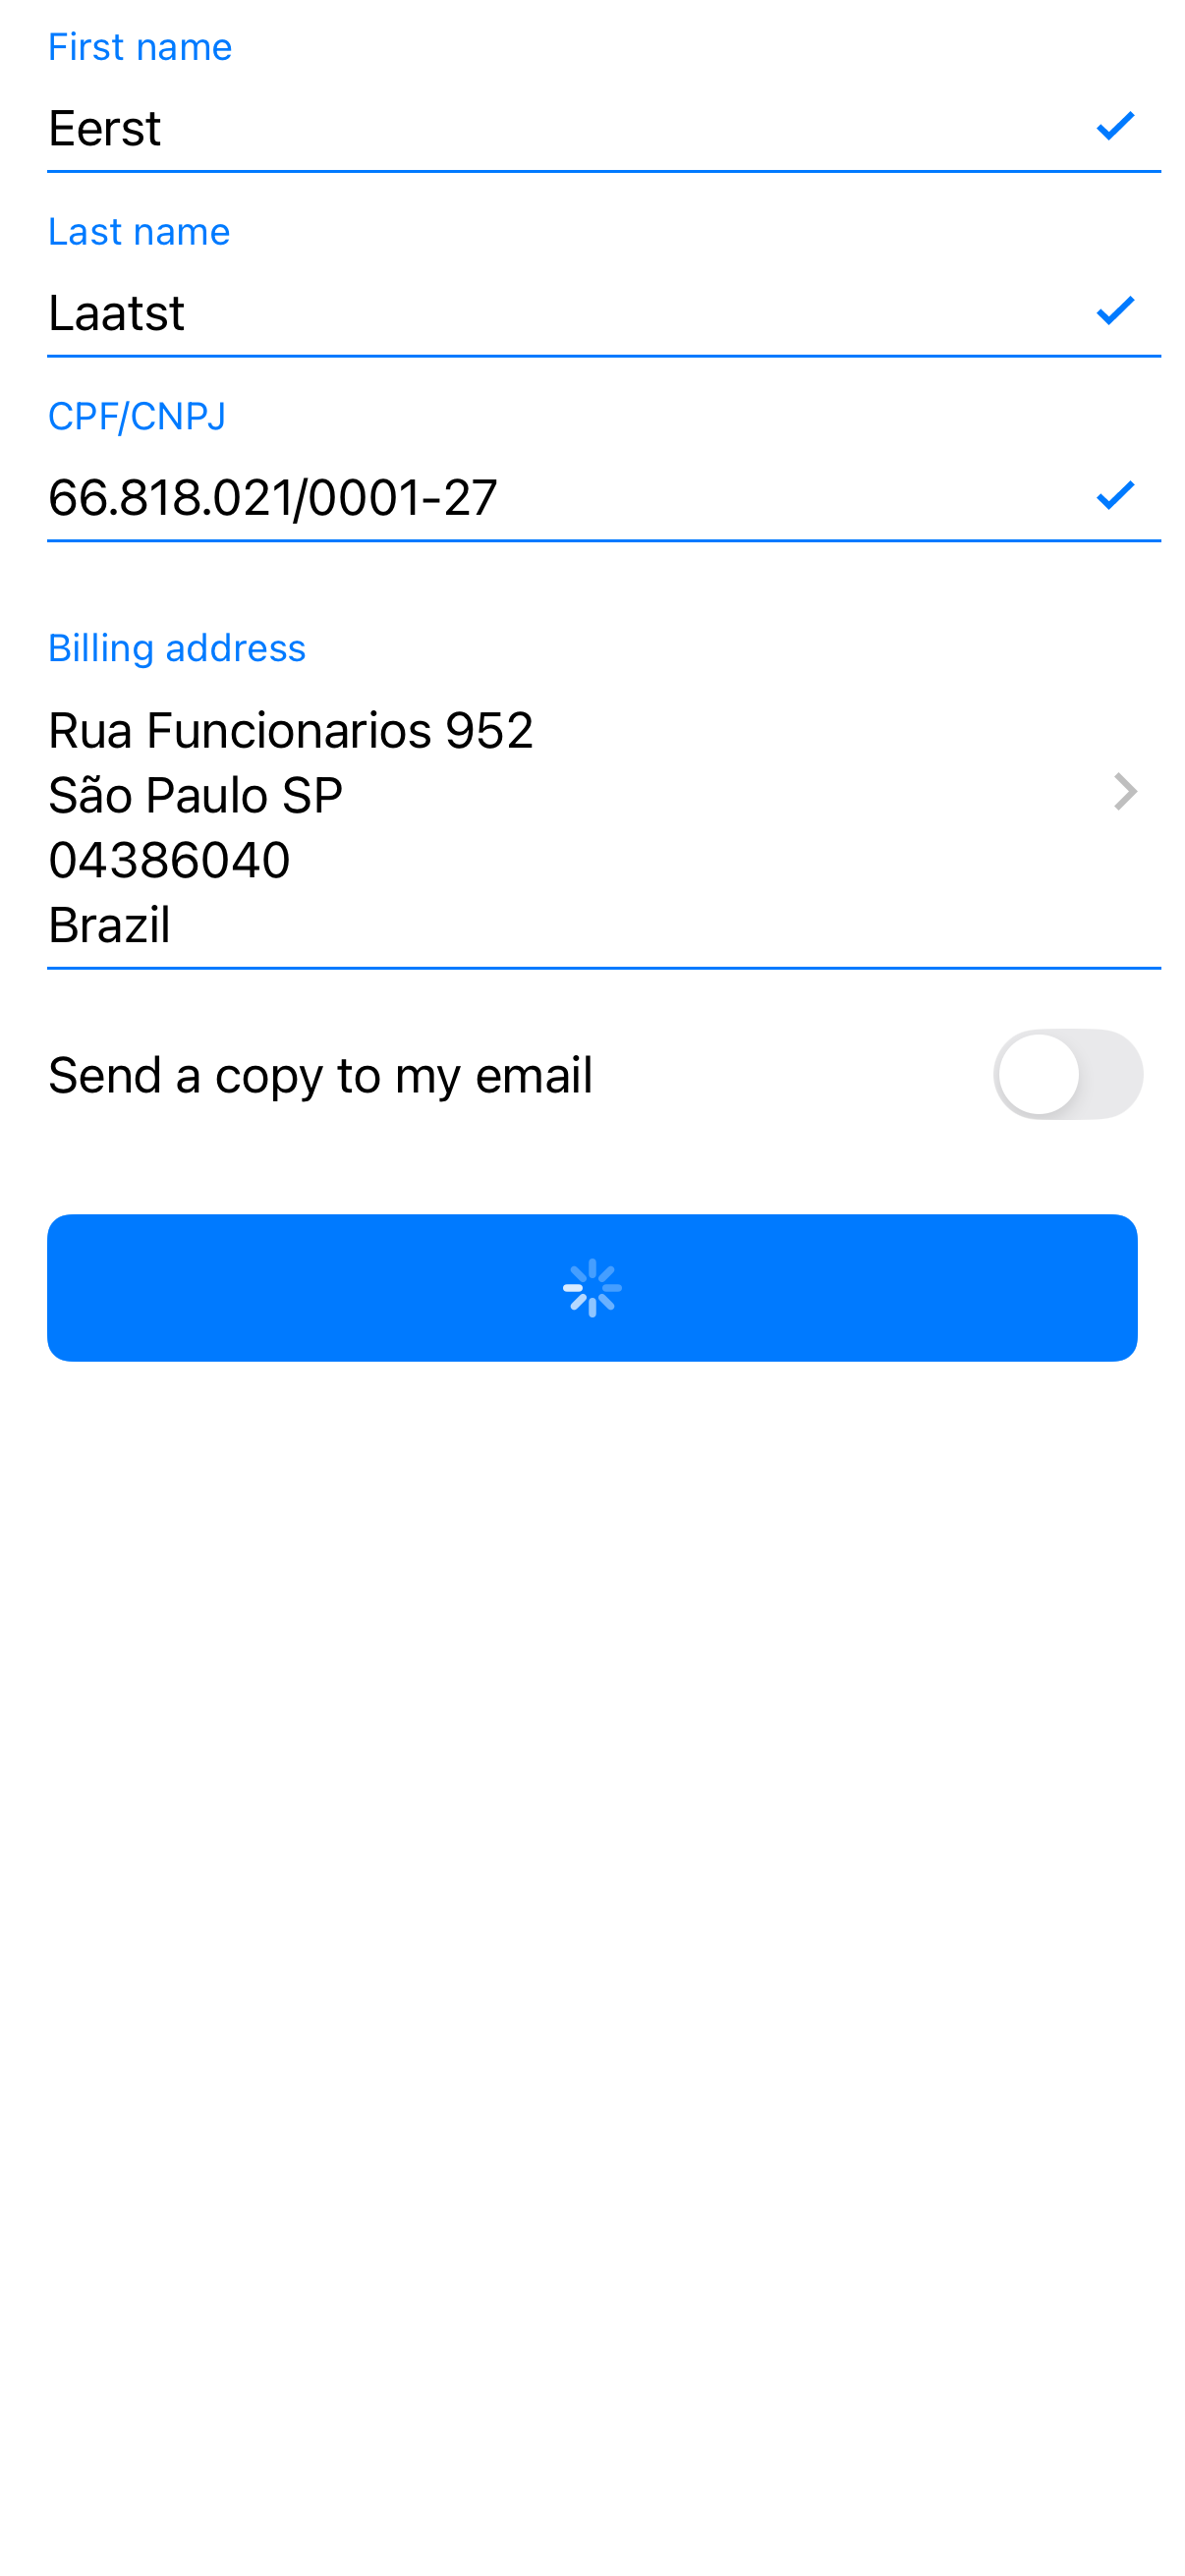 First name
Eerst
Last name
Laatst
CPF/CNPJ
66.818.021/0001-27
Billing address
Rua Funcionarios 952
São Paulo SP
04386040
Brazil
Send a copy to my email